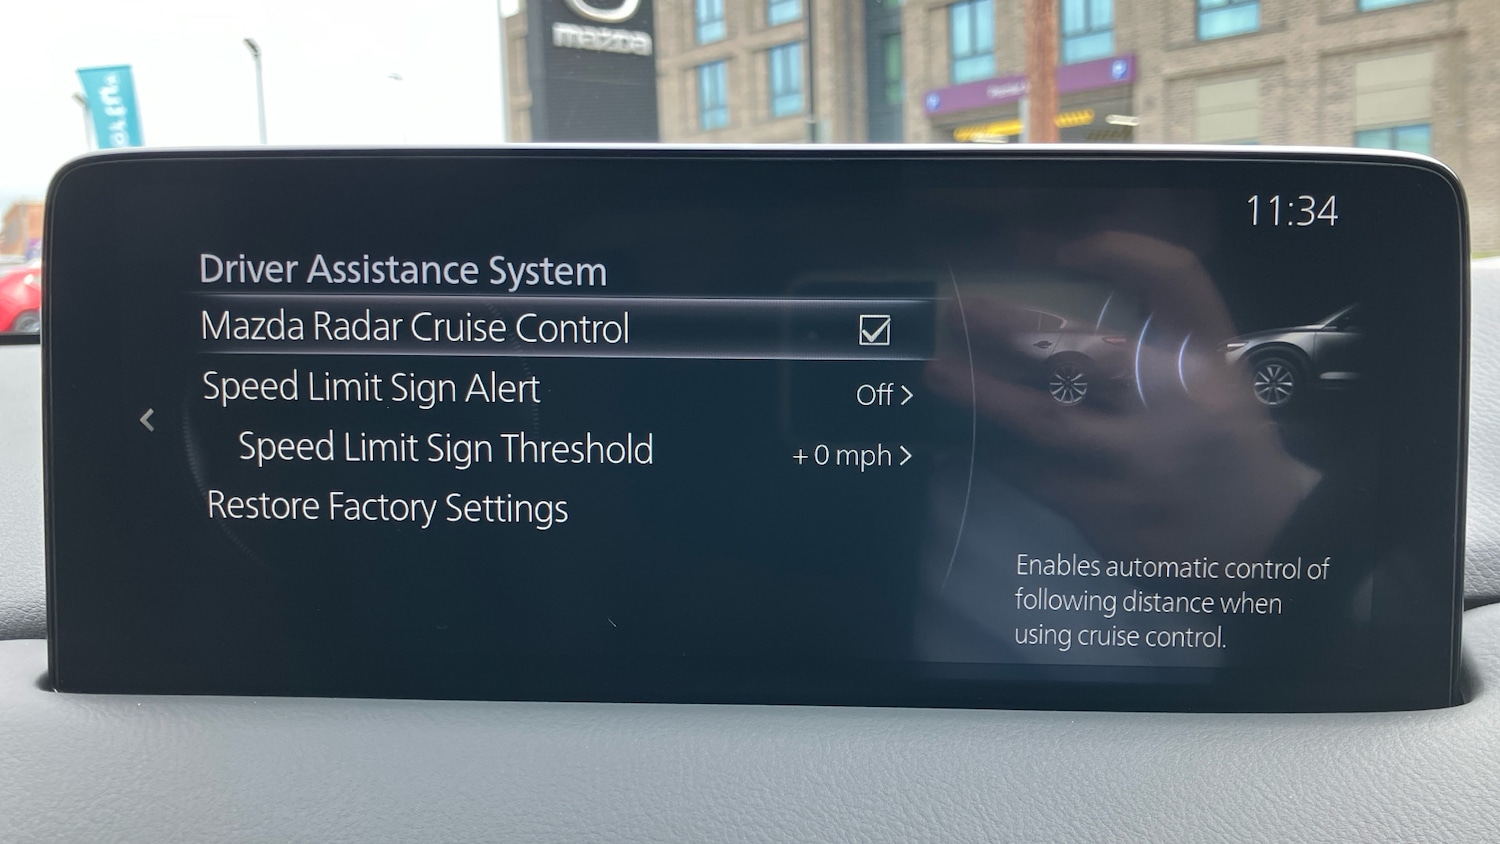 mazda
11:34
Driver Assistance System
Mazda Radar Cruise Control
Speed Limit Sign Alert Off >
Speed Limit Sign Threshold +0 mph >
Restore Factory Settings
<
Enables automatic control of
following distance when
using cruise control.